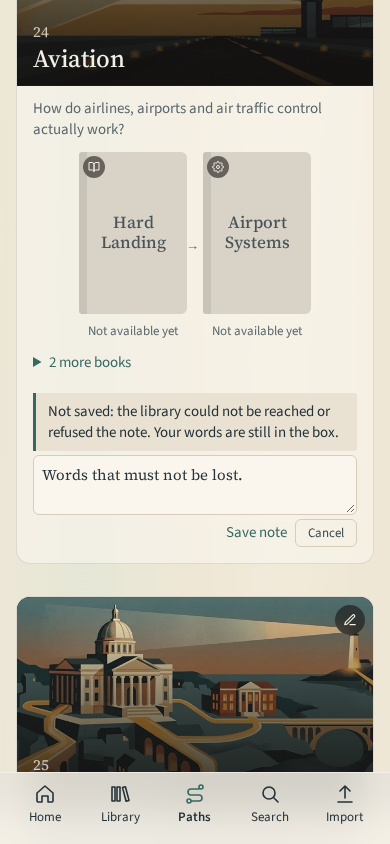 24
Aviation
How do airlines, airports and air traffic control
actually work?
Hard
Landing
→
Airport
Systems
Not available yet
Not available yet
▶ 2 more books
Not saved: the library could not be reached or
refused the note. Your words are still in the box.
Words that must not be lost.
Save note
Cancel
25
Home
Library
Paths
Search
Import